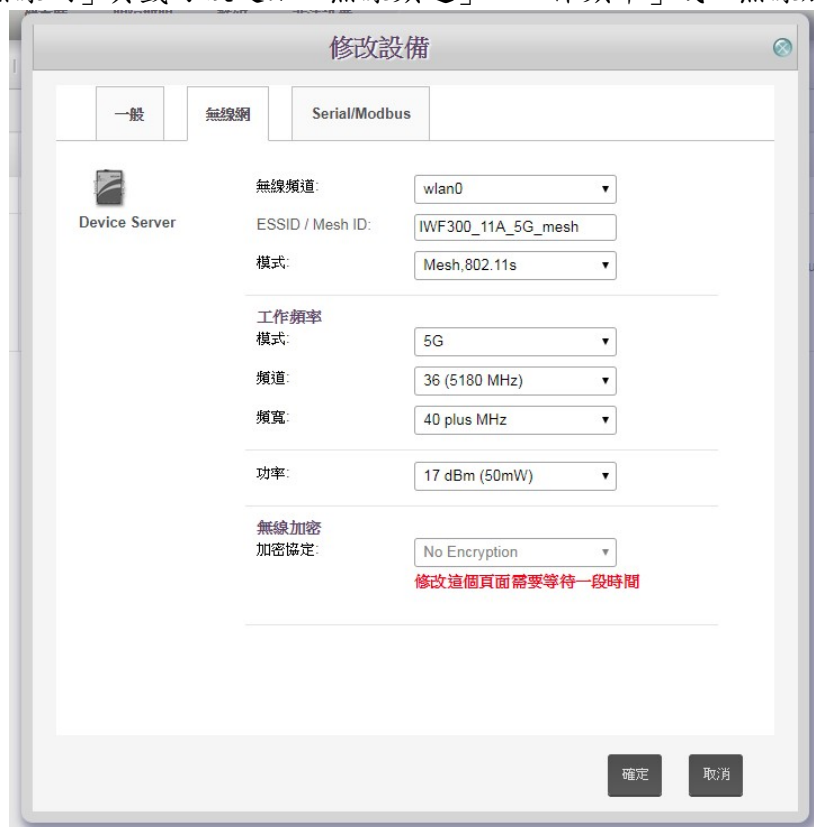 修改設備
一般
無線網
Serial/Modbus
Device Server
無線頻道:
wlan0
ESSID / Mesh ID:
IWF300_11A_5G_mesh
模式:
Mesh,802.11s
工作頻率
模式:
5G
頻道:
36 (5180 MHz)
頻寬:
40 plus MHz
功率:
17 dBm (50mW)
無線加密
加密協定:
No Encryption
修改這個頁面需要等待一段時間
確定
取消